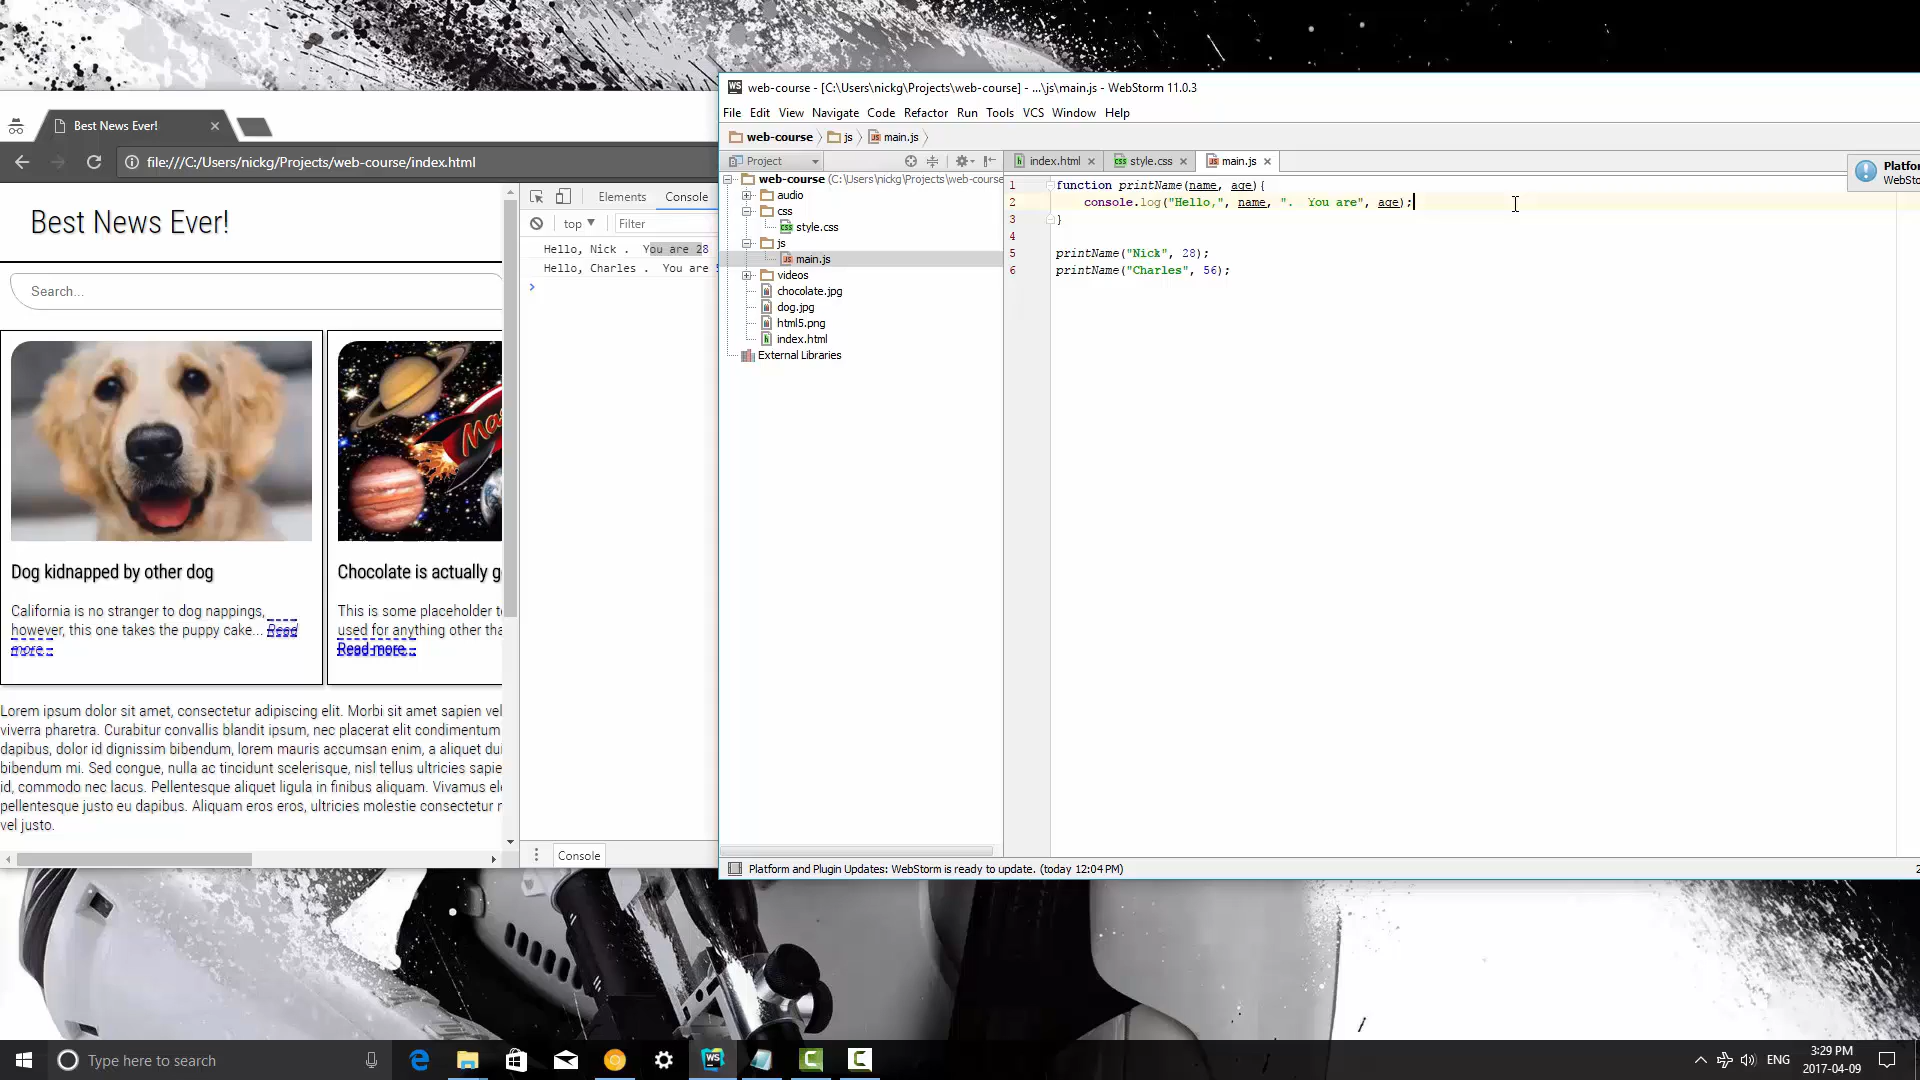 Best News Ever!
file:///C:/Users/nickg/Projects/web-course/index.html
Best News Ever!
Search...
Dog kidnapped by other dog
California is no stranger to dog nappings,
however, this one takes the puppy cake... Read
more...
Chocolate is actually g
This is some placeholder t
used for anything other tha
Read more...
Lorem ipsum dolor sit amet, consectetur adipiscing elit. Morbi sit amet sapien vel
viverra pharetra. Curabitur convallis blandit ipsum, nec placerat elit condimentum
dapibus, dolor id dignissim bibendum, lorem mauris accumsan enim, a aliquet dui
bibendum mi. Sed congue, nulla ac tincidunt scelerisque, nisl tellus ultricies sapie
id, commodo nec lacus. Pellentesque aliquet ligula in finibus aliquam. Vivamus ele
pellentesque justo eu dapibus. Aliquam eros eros, ultricies molestie consectetur
vel justo.
Elements Console
top Filter
Hello, Nick . You are 28
Hello, Charles . You are 5
Console
web-course - [C:\Users\nickg\Projects\web-course] - ...\js\main.js - WebStorm 11.0.3
File Edit View Navigate Code Refactor Run Tools VCS Window Help
web-course js main.js
Project
index.html style.css main.js
web-course (C:\Users\nickg\Projects\web-course
audio
css
style.css
js
main.js
videos
chocolate.jpg
dog.jpg
html5.png
index.html
External Libraries
1 function printName(name, age){
2 console.log("Hello,", name, ".  You are", age);
3 }
4
5 printName("Nick", 28);
6 printName("Charles", 56);
Platfor
WebSto
Platform and Plugin Updates: WebStorm is ready to update. (today 12:04 PM)
Type here to search
ENG
3:29 PM
2017-04-09